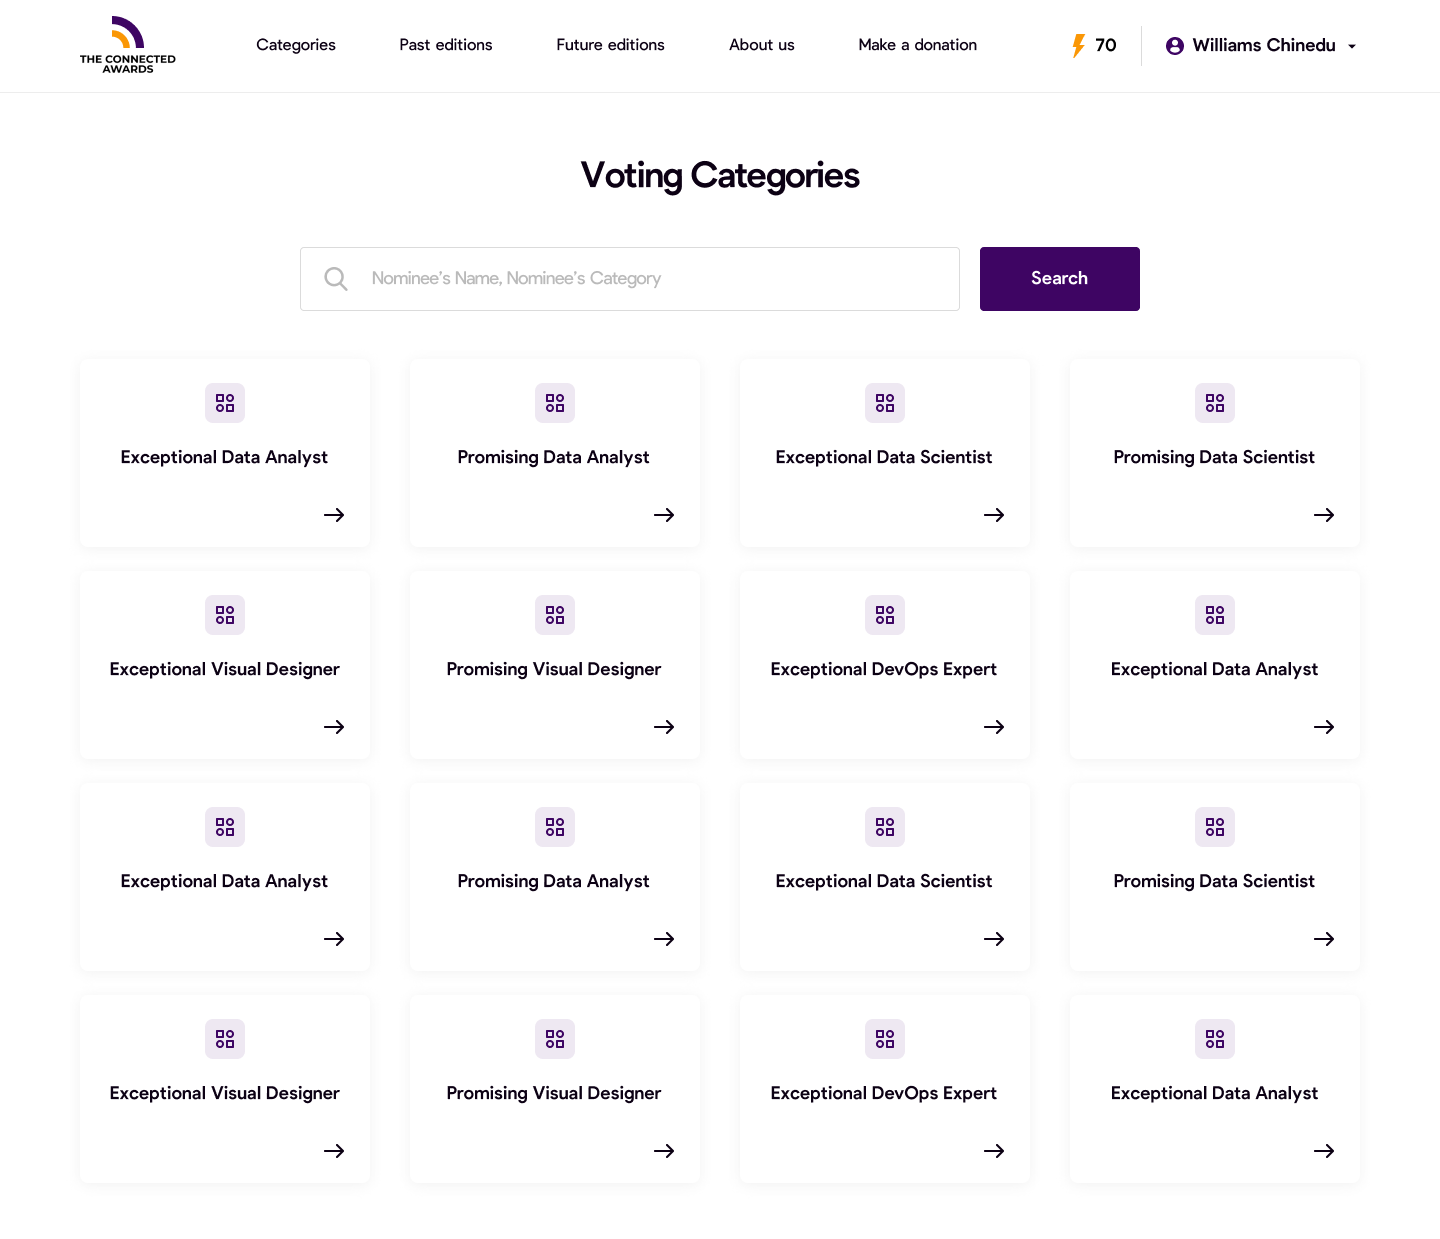 THE CONNECTED
AWARDS
Categories
Past editions
Future editions
About us
Make a donation
70
Williams Chinedu
Voting Categories
Nominee's Name, Nominee's Category
Search
Exceptional Data Analyst
Promising Data Analyst
Exceptional Data Scientist
Promising Data Scientist
Exceptional Visual Designer
Promising Visual Designer
Exceptional DevOps Expert
Exceptional Data Analyst
Exceptional Data Analyst
Promising Data Analyst
Exceptional Data Scientist
Promising Data Scientist
Exceptional Visual Designer
Promising Visual Designer
Exceptional DevOps Expert
Exceptional Data Analyst